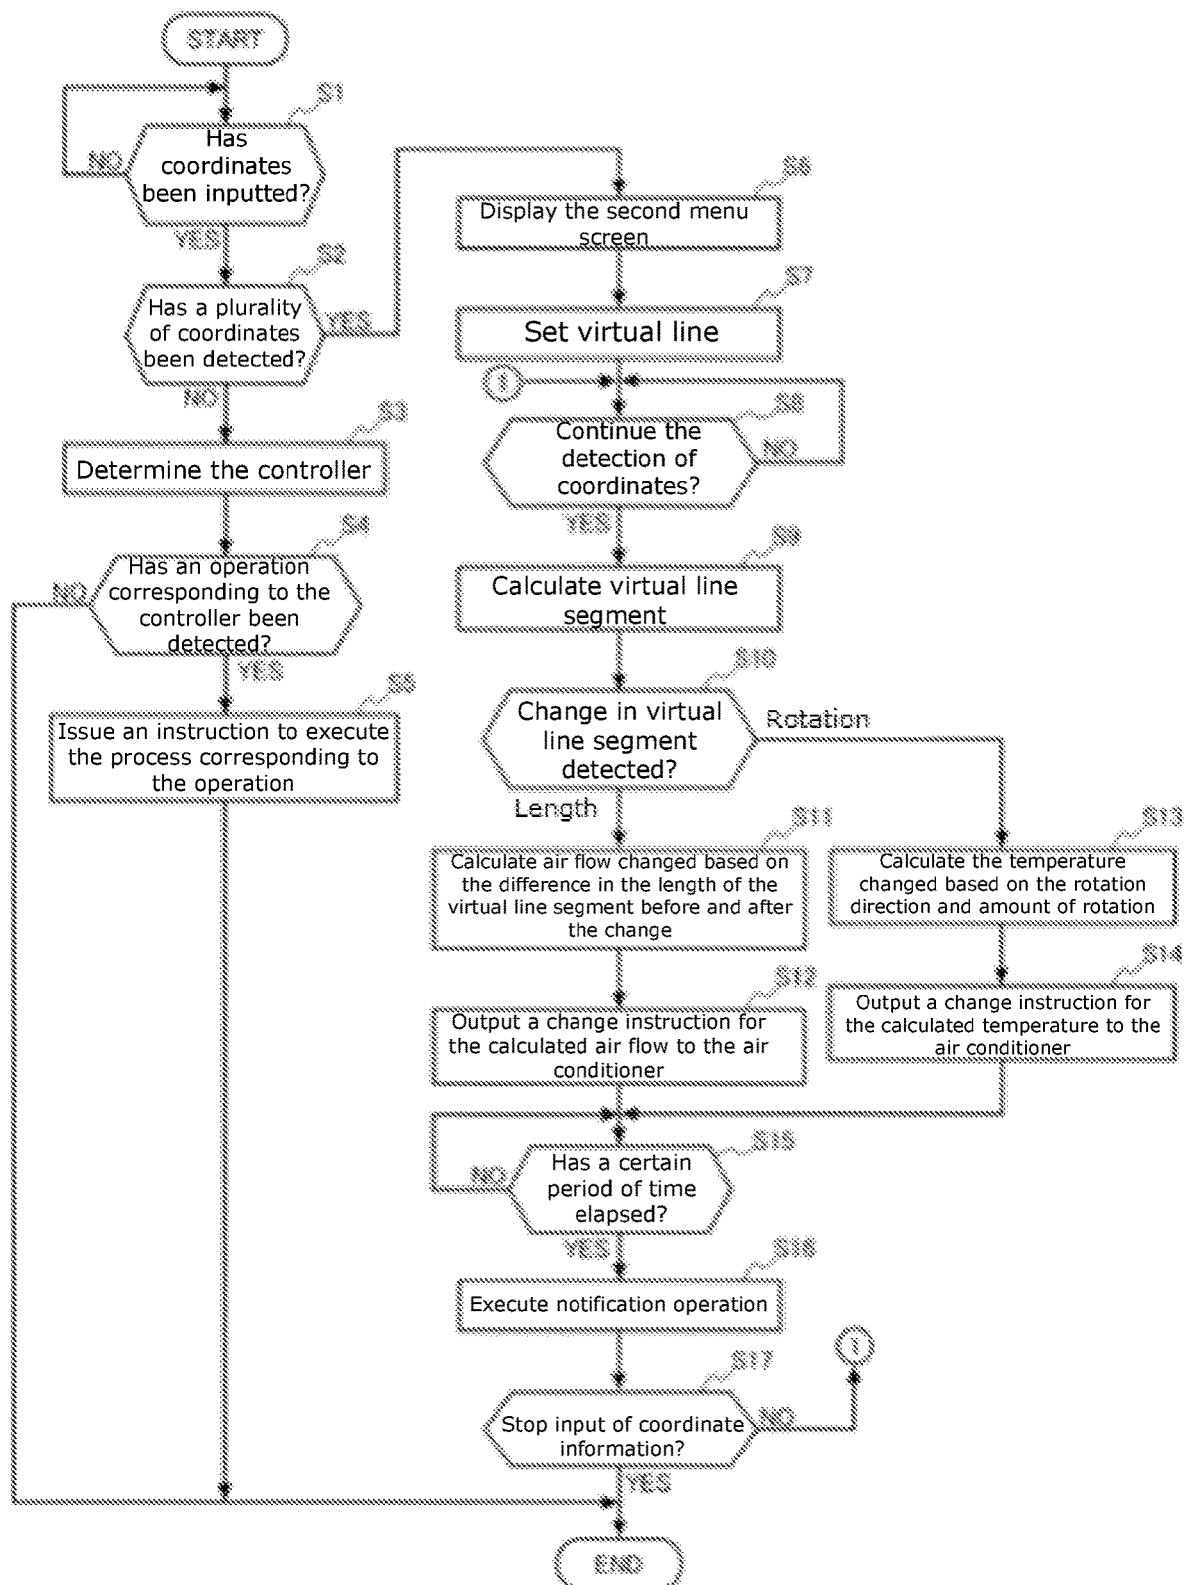 START
S1
Has
coordinates
been inputted?
NO
YES
S2
Has a plurality
of coordinates
been detected?
YES
NO
S3
Determine the controller
S4
Has an operation
corresponding to the
controller been
detected?
NO
YES
S5
Issue an instruction to execute
the process corresponding to
the operation
S6
Display the second menu
screen
S7
Set virtual line
1
S8
Continue the
detection of
coordinates?
NO
YES
S9
Calculate virtual line
segment
S10
Change in virtual
line segment
detected?
Rotation
Length
S11
Calculate air flow changed based on
the difference in the length of the
virtual line segment before and after
the change
S12
Output a change instruction for
the calculated air flow to the air
conditioner
S13
Calculate the temperature
changed based on the rotation
direction and amount of rotation
S14
Output a change instruction for
the calculated temperature to the
air conditioner
S15
Has a certain
period of time
elapsed?
NO
YES
S16
Execute notification operation
S17
Stop input of coordinate
information?
NO
1
YES
END